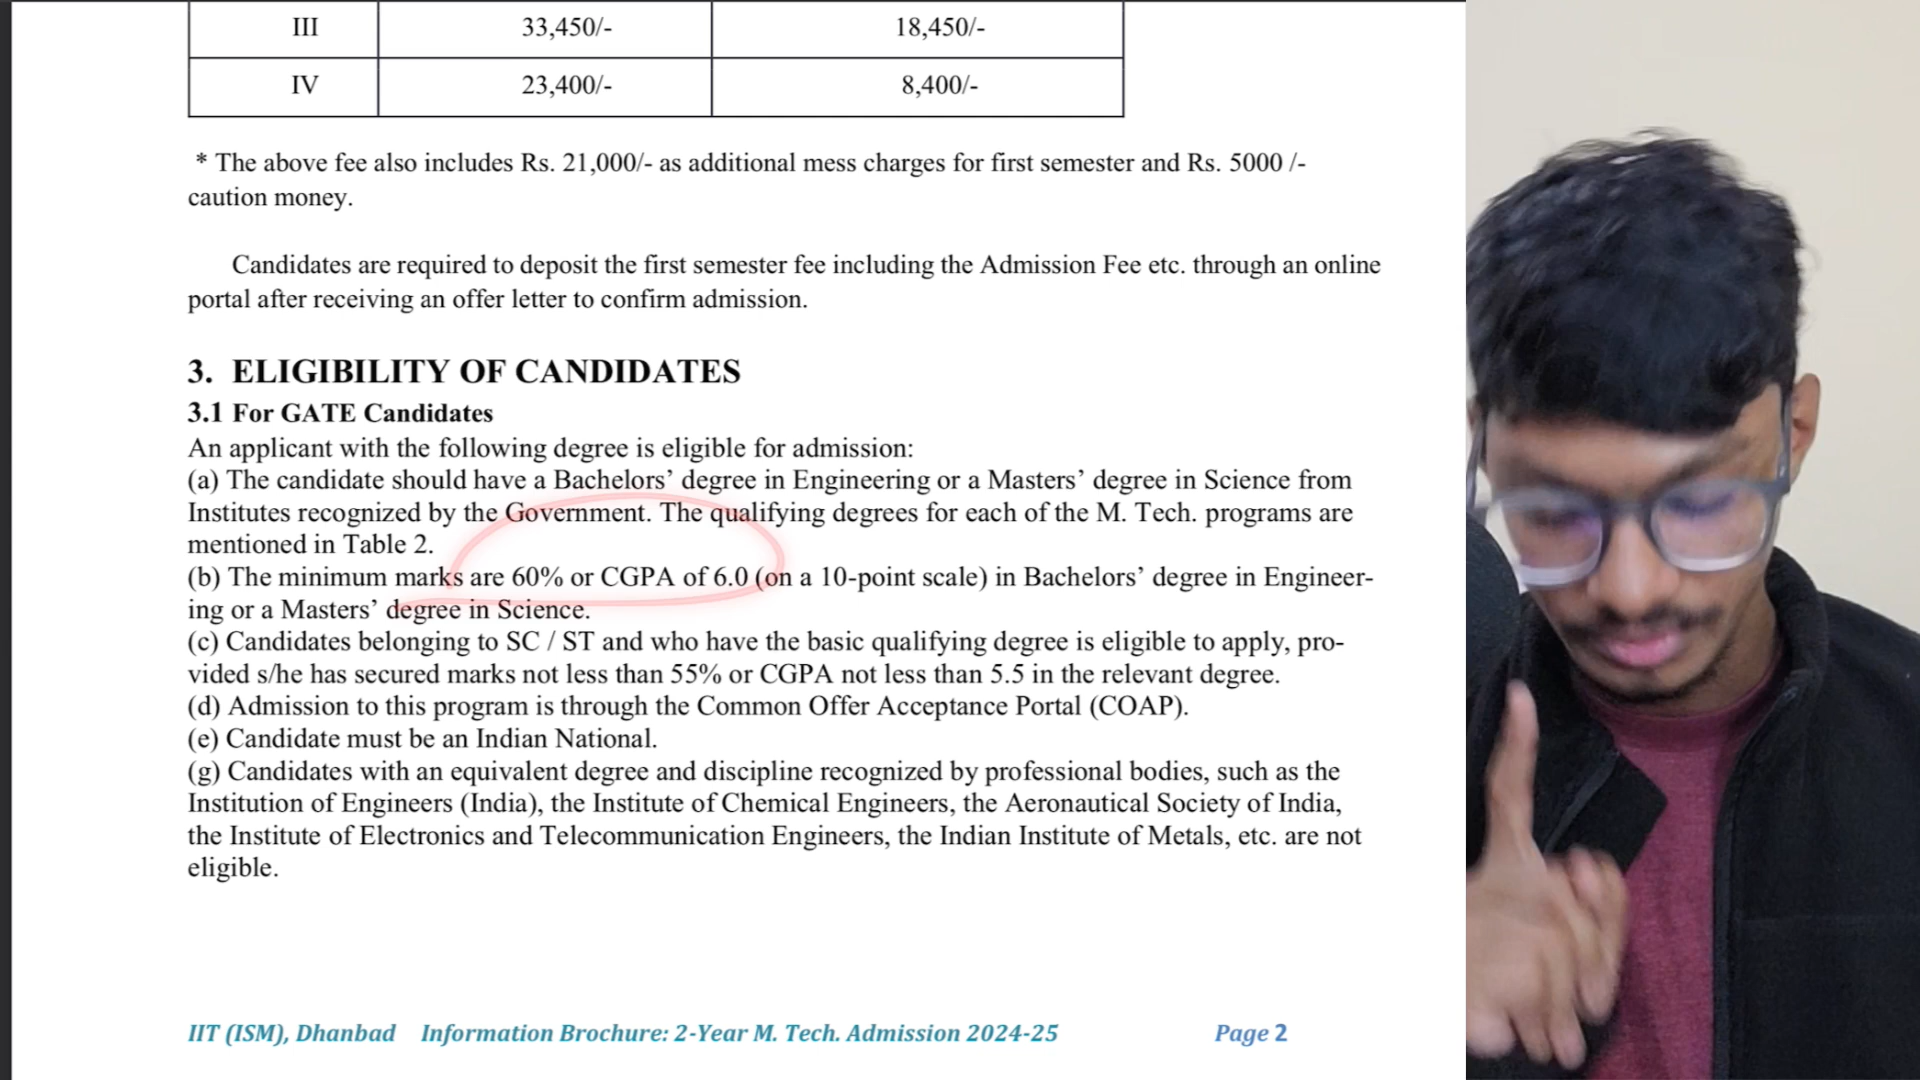 III 33,450/- 18,450/-
IV 23,400/- 8,400/-
* The above fee also includes Rs. 21,000/- as additional mess charges for first semester and Rs. 5000 /-
caution money.
Candidates are required to deposit the first semester fee including the Admission Fee etc. through an online
portal after receiving an offer letter to confirm admission.
3. ELIGIBILITY OF CANDIDATES
3.1 For GATE Candidates
An applicant with the following degree is eligible for admission:
(a) The candidate should have a Bachelors’ degree in Engineering or a Masters’ degree in Science from
Institutes recognized by the Government. The qualifying degrees for each of the M. Tech. programs are
mentioned in Table 2.
(b) The minimum marks are 60% or CGPA of 6.0 (on a 10-point scale) in Bachelors’ degree in Engineer-
ing or a Masters’ degree in Science.
(c) Candidates belonging to SC / ST and who have the basic qualifying degree is eligible to apply, pro-
vided s/he has secured marks not less than 55% or CGPA not less than 5.5 in the relevant degree.
(d) Admission to this program is through the Common Offer Acceptance Portal (COAP).
(e) Candidate must be an Indian National.
(g) Candidates with an equivalent degree and discipline recognized by professional bodies, such as the
Institution of Engineers (India), the Institute of Chemical Engineers, the Aeronautical Society of India,
the Institute of Electronics and Telecommunication Engineers, the Indian Institute of Metals, etc. are not
eligible.
IIT (ISM), Dhanbad Information Brochure: 2-Year M. Tech. Admission 2024-25 Page 2